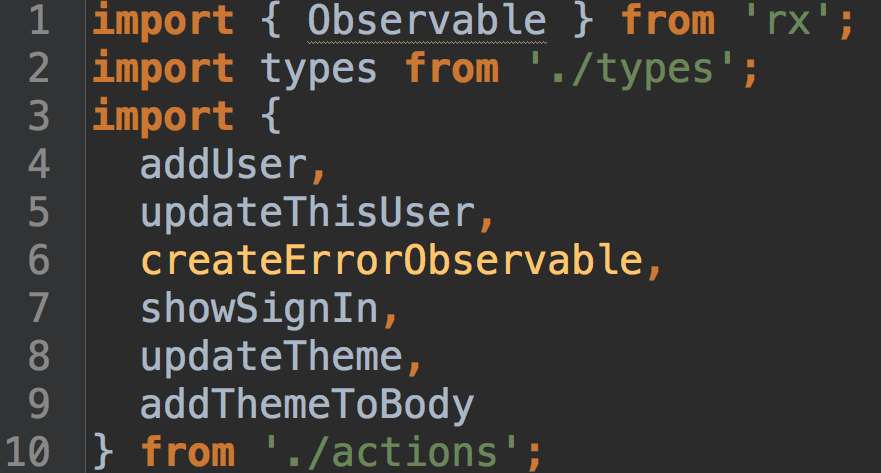 1 import { Observable } from 'rx';
2 import types from './types';
3 import {
4   addUser,
5   updateThisUser,
6   createErrorObservable,
7   showSignIn,
8   updateTheme,
9   addThemeToBody
10 } from './actions';